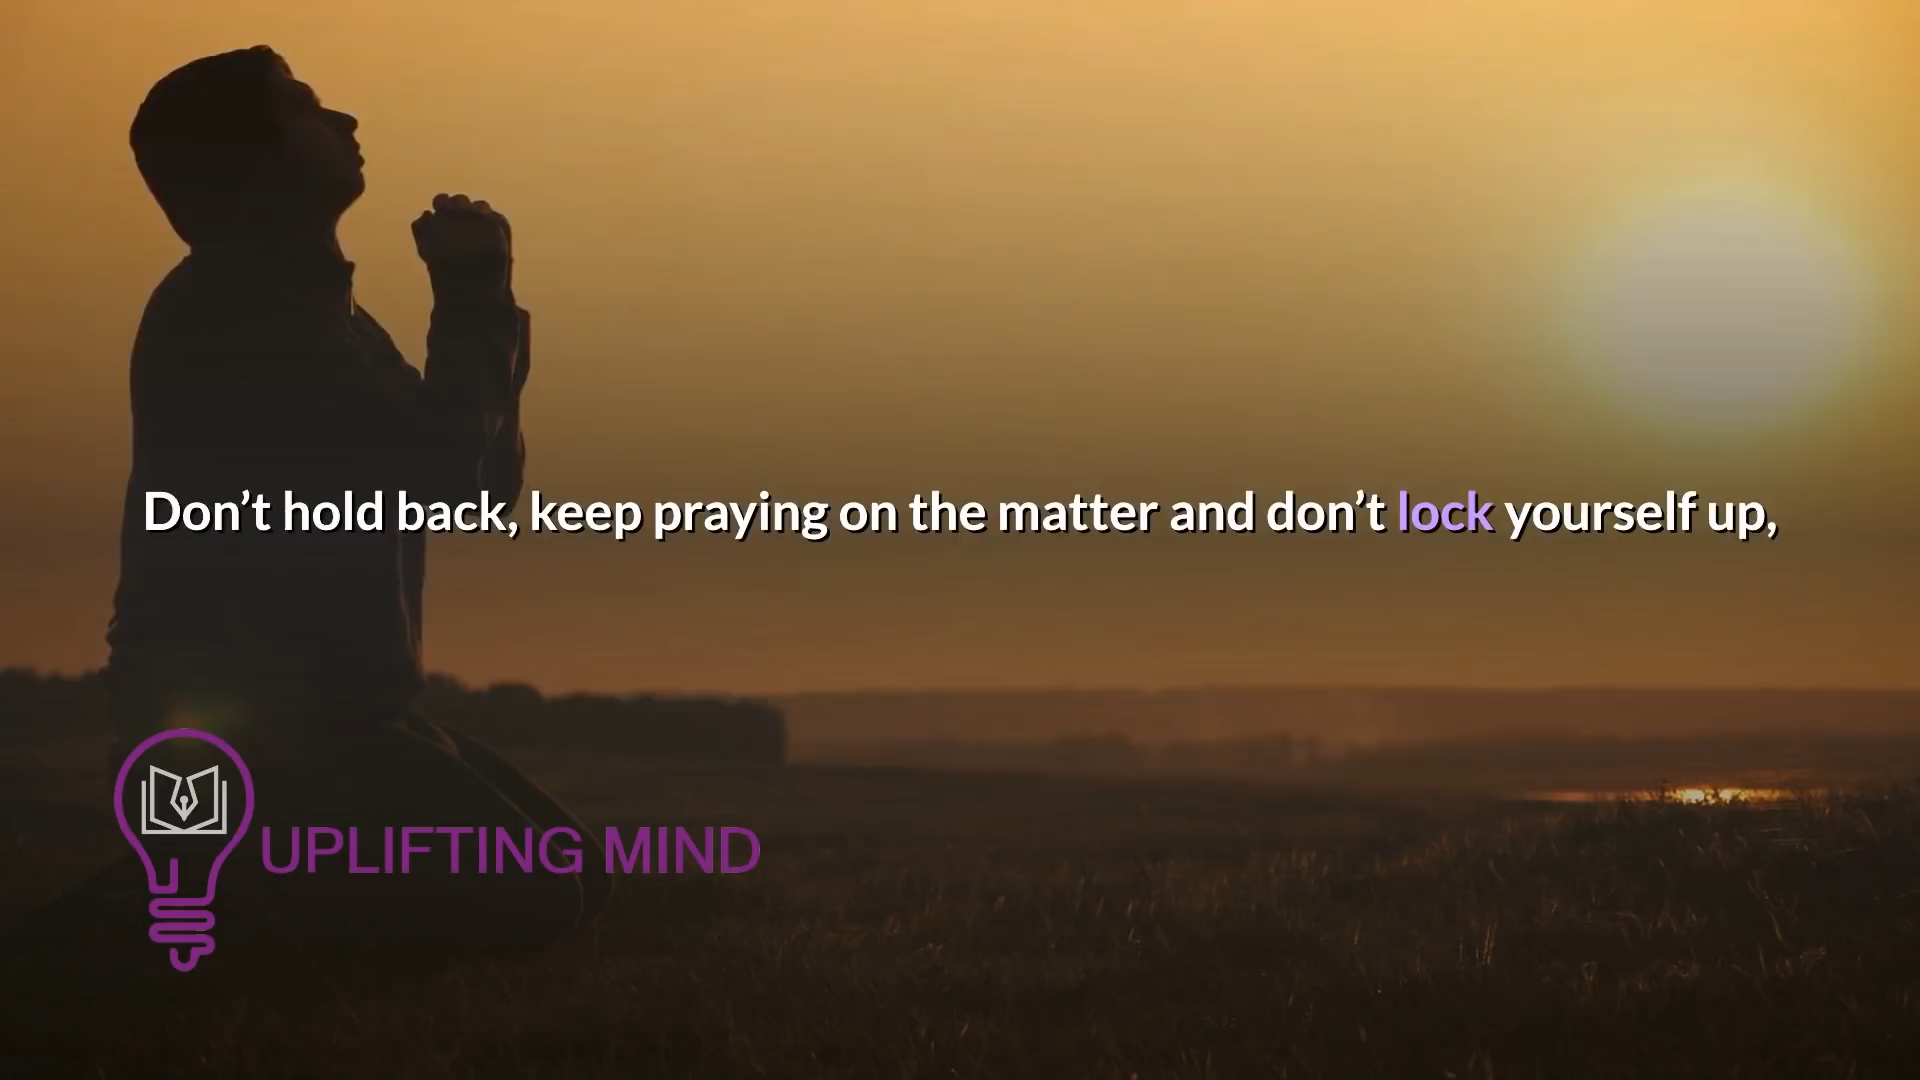 Don’t hold back, keep praying on the matter and don’t lock yourself up,
UPLIFTING MIND